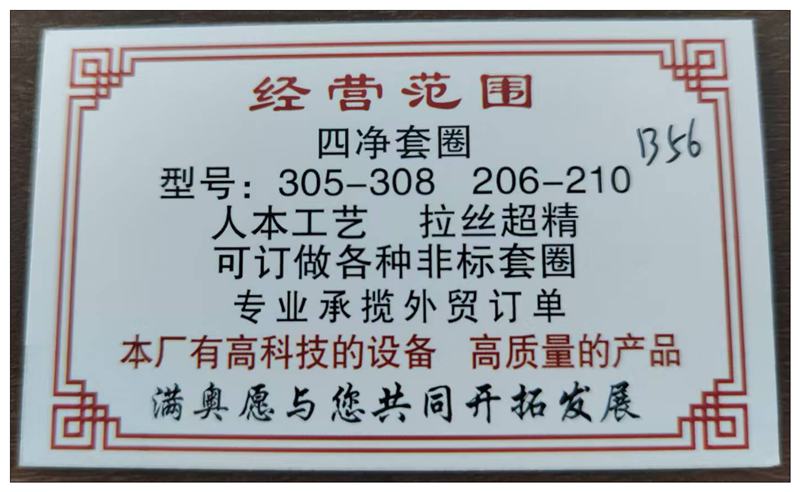 经营范围
四净套圈
B56
型号：305-308 206-210
人本工艺 拉丝超精
可订做各种非标套圈
专业承揽外贸订单
本厂有高科技的设备 高质量的产品
满奥愿与您共同开拓发展